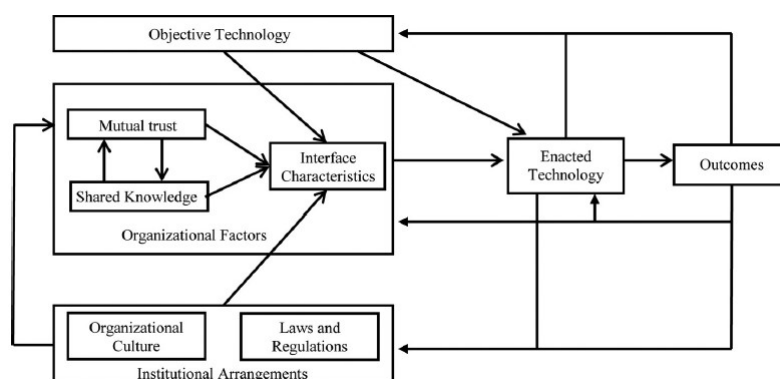 Objective Technology
Mutual trust
Interface
Characteristics
Shared Knowledge
Organizational Factors
Enacted
Technology
Outcomes
Organizational
Culture
Laws and
Regulations
Institutional Arrangements